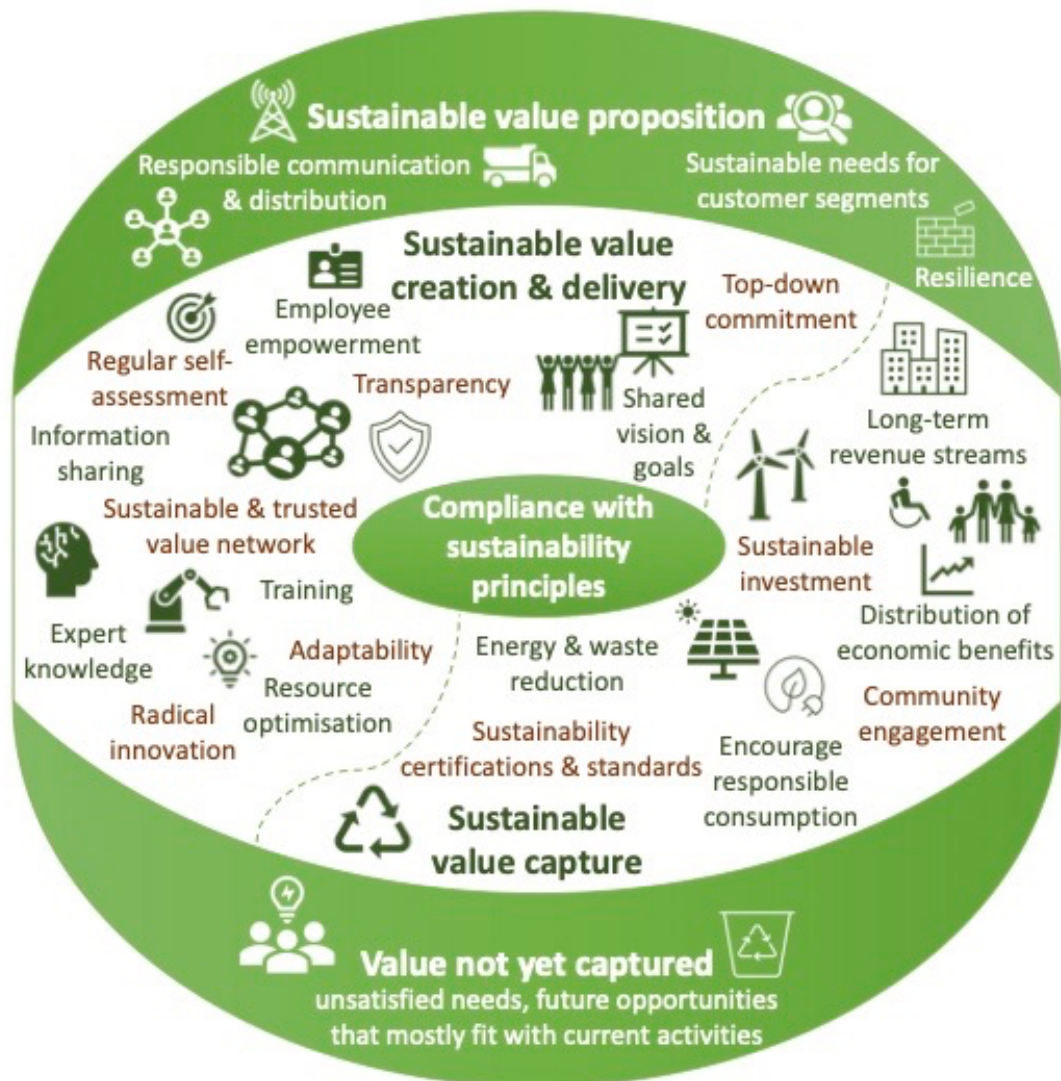 Sustainable value proposition
Responsible communication
& distribution
Sustainable needs for
customer segments
Resilience
Sustainable value
creation & delivery
Top-down
commitment
Employee
empowerment
Regular self-
assessment
Transparency
Shared
vision &
goals
Information
sharing
Sustainable & trusted
value network
Expert
knowledge
Training
Adaptability
Resource
optimisation
Radical
innovation
Compliance with
sustainability
principles
Long-term
revenue streams
Sustainable
investment
Distribution of
economic benefits
Energy & waste
reduction
Community
engagement
Sustainability
certifications & standards
Encourage
responsible
consumption
Sustainable
value capture
Value not yet captured
unsatisfied needs, future opportunities
that mostly fit with current activities